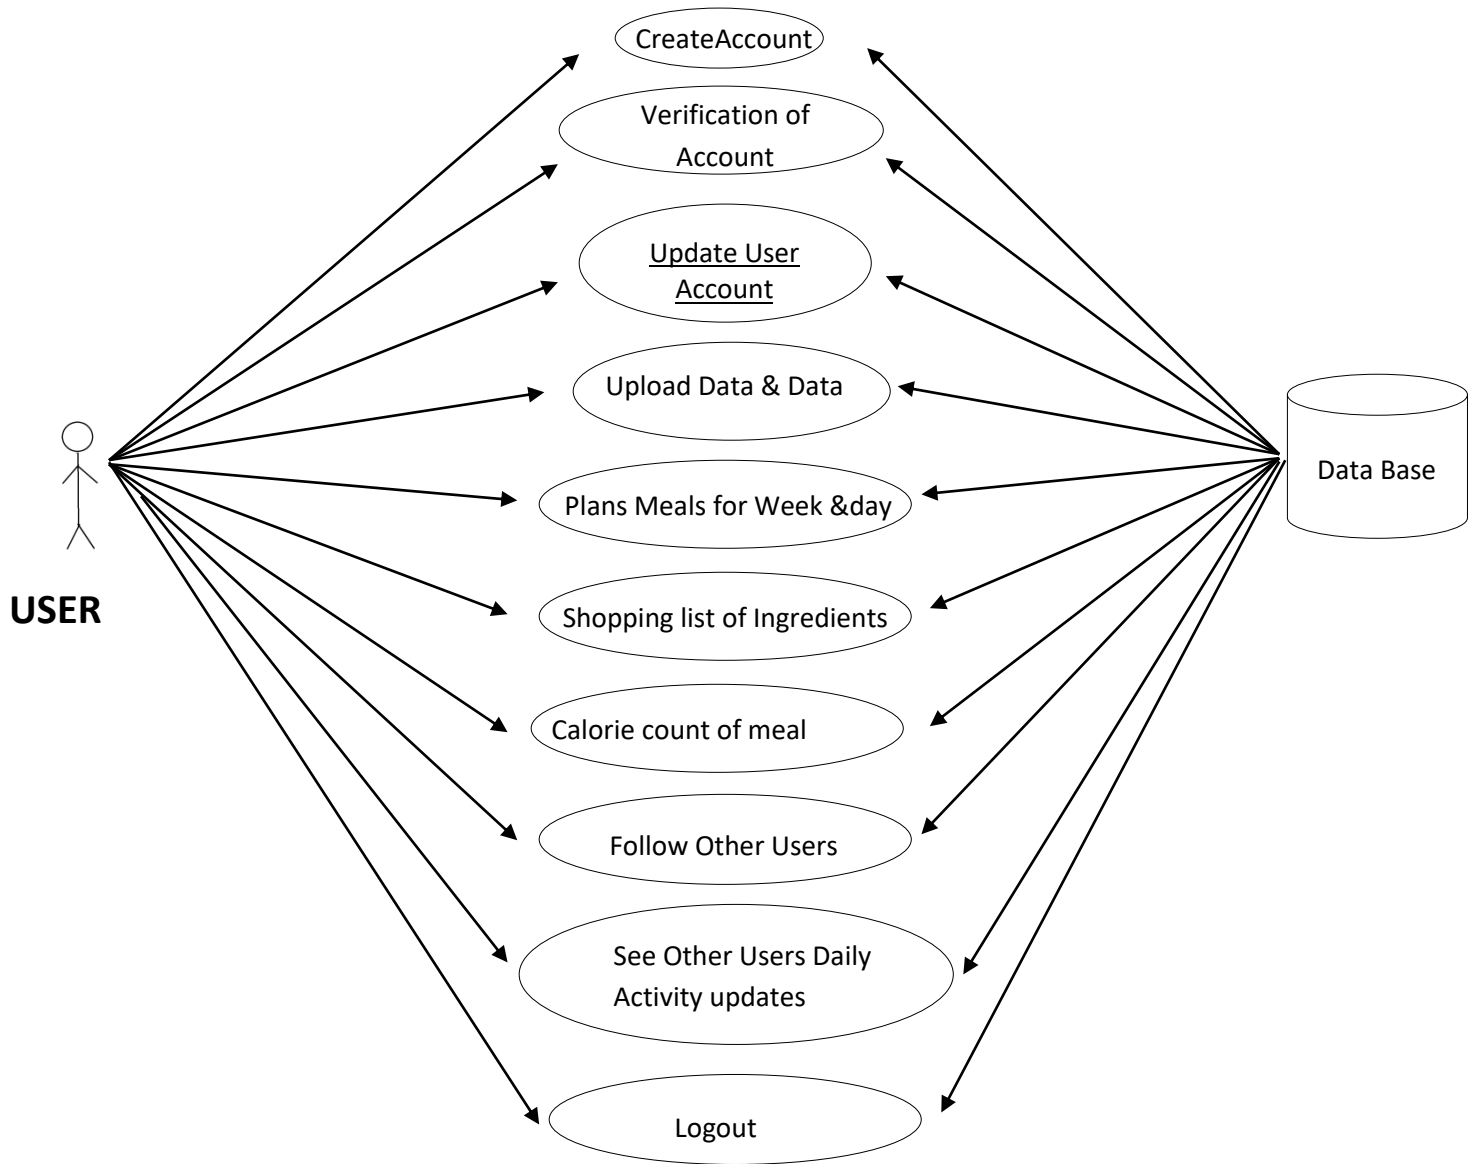 CreateAccount
Verification of
Account
Update User
Account
Upload Data & Data
Plans Meals for Week &day
Data Base
USER
Shopping list of Ingredients
Calorie count of meal
Follow Other Users
See Other Users Daily
Activity updates
Logout